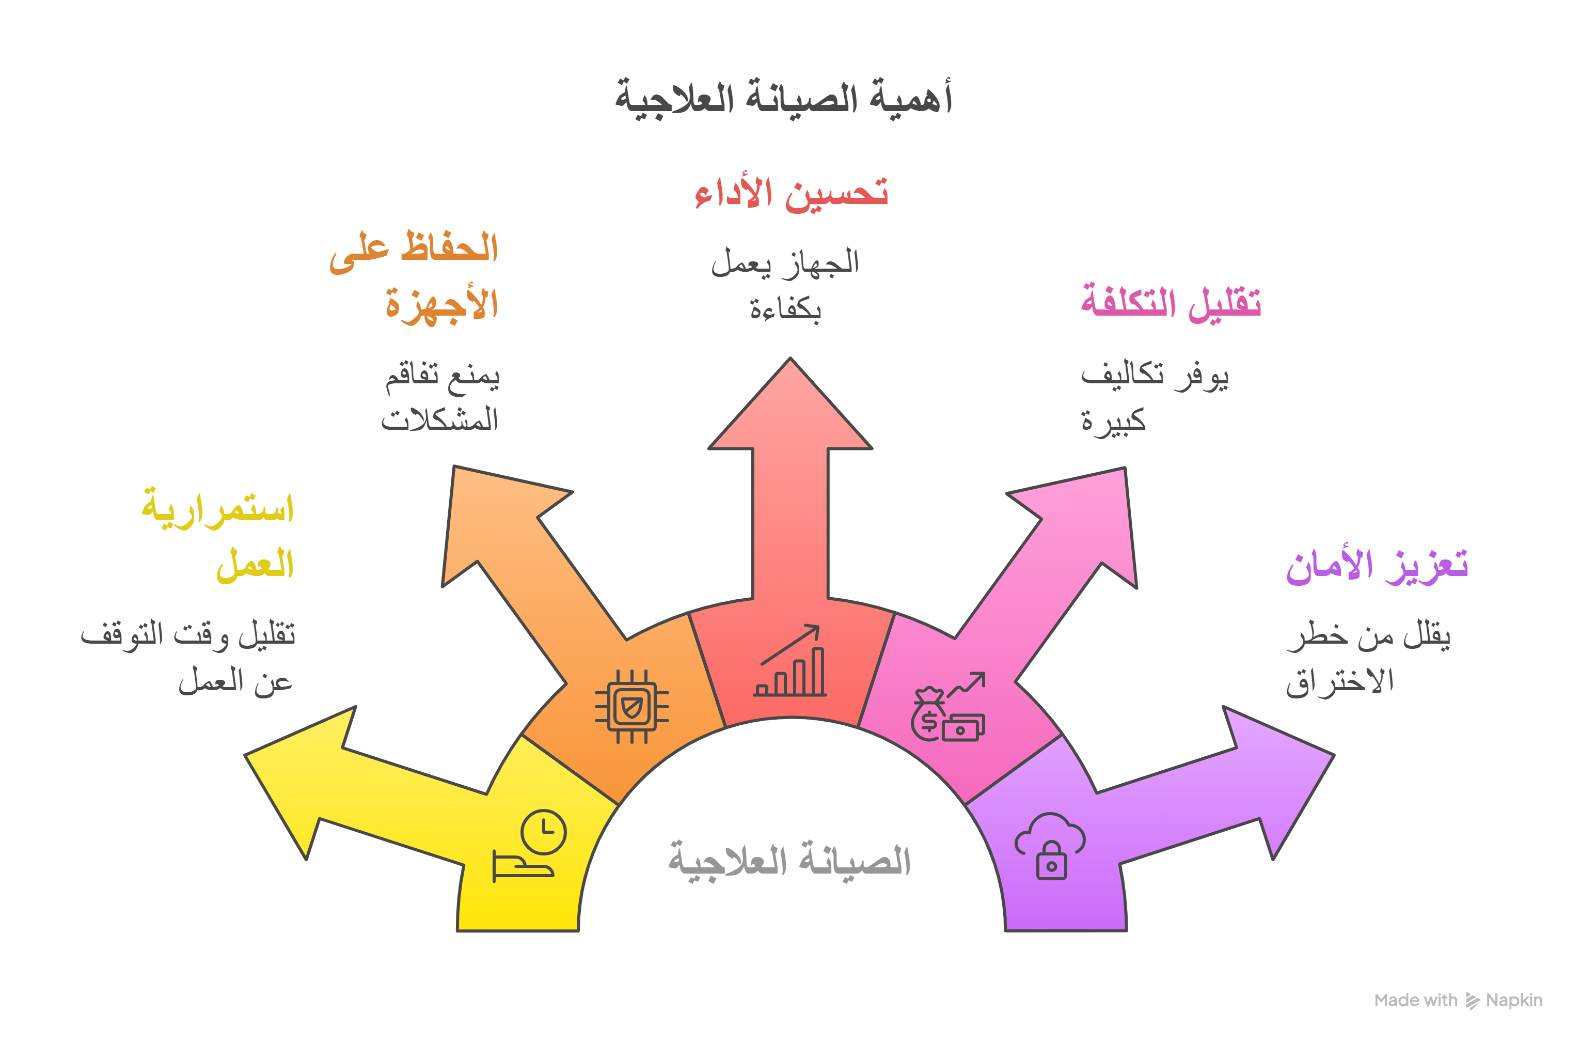 أهمية الصيانة العلاجية
تحسين الأداء
الجهاز يعمل
بكفاءة
الحفاظ على
الأجهزة
يمنع تفاقم
المشكلات
تقليل التكلفة
يوفر تكاليف
كبيرة
استمرارية
العمل
تقليل وقت التوقف
عن العمل
تعزيز الأمان
يقلل من خطر
الاختراق
الصيانة العلاجية
Made with Napkin